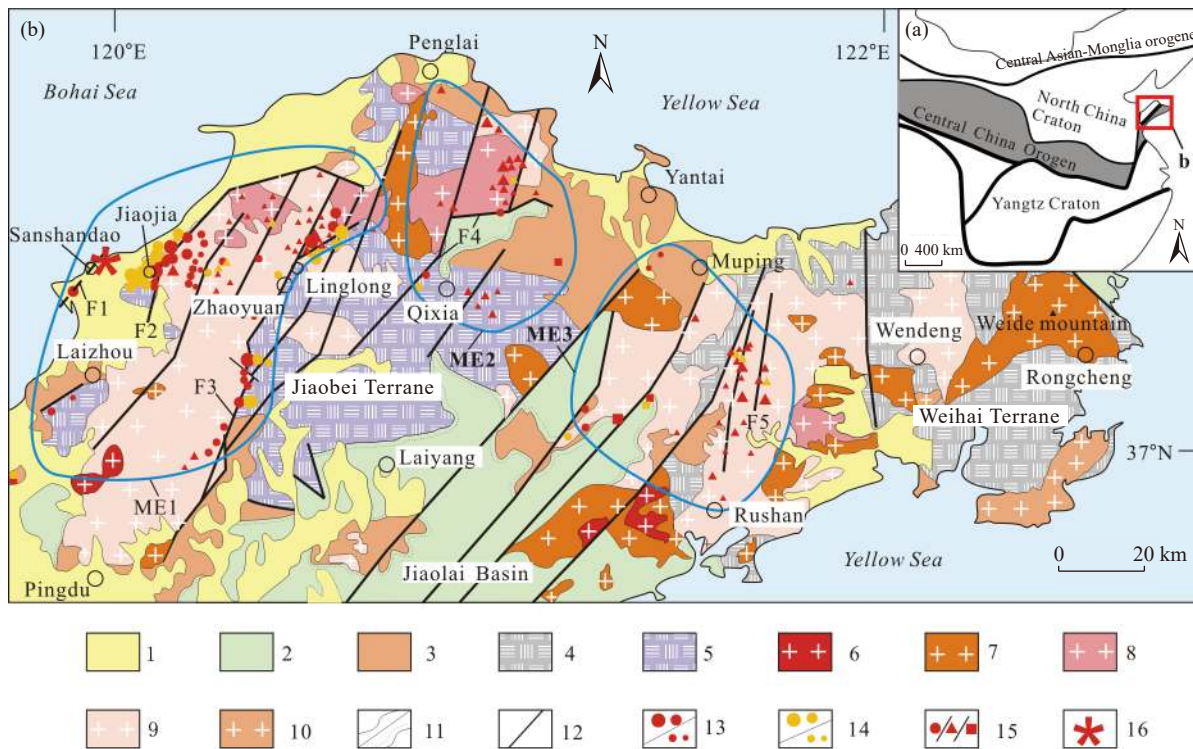 (b)
120°E
Penglai
N
122°
(a)
Central Asian-Monglia orogene
North China
Craton
Central China Orogen
b
Yangtz Craton
N
0 400 km
Bohai Sea
Yellow Sea
Yantai
Jiaojia
Sanshandao
F4
Muping
F1
F2
Zhaoyuan
Linglong
Qixia
ME3
ME2
Wendeng
Weide mountain
Laizhou
Rongcheng
F3
Jiaobei Terrane
F5
Weihai Terrane
Laiyang
37°N
ME1
Rushan
0 20 km
Jiaolai Basin
Yellow Sea
Pingdu
1 2 3 4 5 6 7 8
9 10 11 12 13 14 15 16